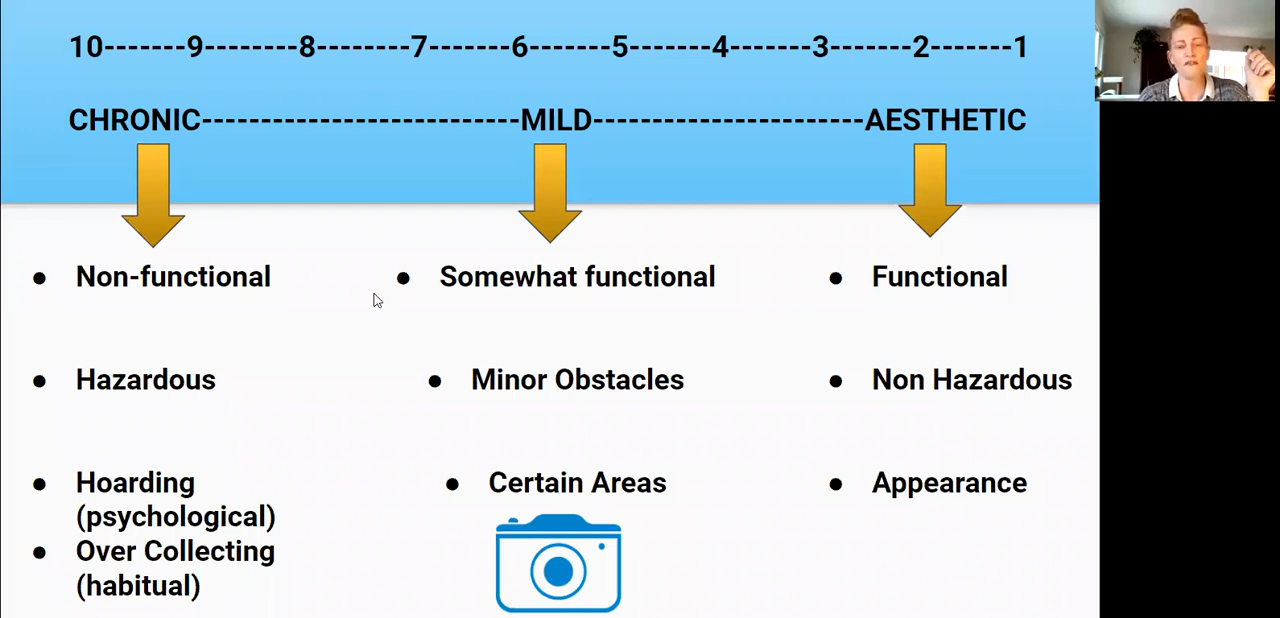 10-------9--------8--------7-------6-------5-------4-------3-------2-------1
CHRONIC---------------------------MILD-----------------------AESTHETIC
Non-functional
Somewhat functional
Functional
Hazardous
Minor Obstacles
Non Hazardous
Hoarding
(psychological)
Over Collecting
(habitual)
Certain Areas
Appearance